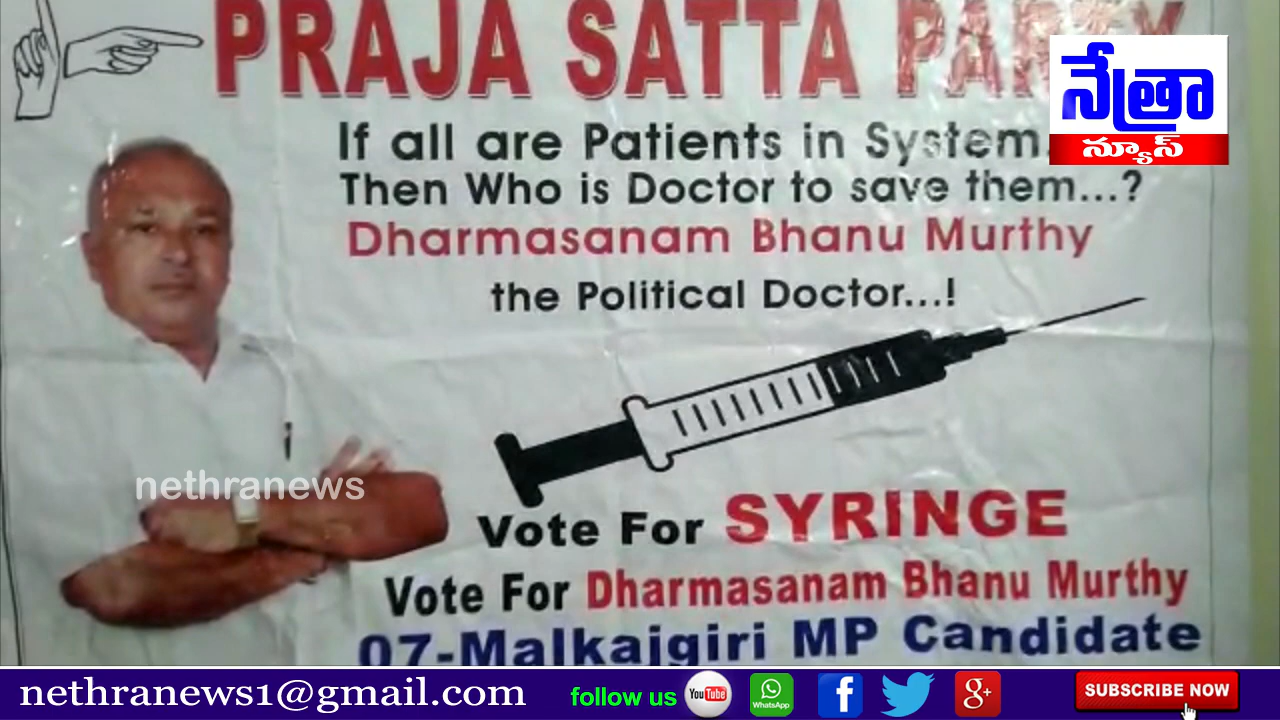 PRAJA SATTA PARTY
నేత్రా
న్యూస్
If all are Patients in System.
Then Who is Doctor to save them...?
Dharmasanam Bhanu Murthy
the Political Doctor...!
nethranews
Vote For SYRINGE
Vote For Dharmasanam Bhanu Murthy
07-Malkajgiri MP Candidate
nethranews1@gmail.com
follow us
You Tube
WhatsApp
f
g+
SUBSCRIBE NOW